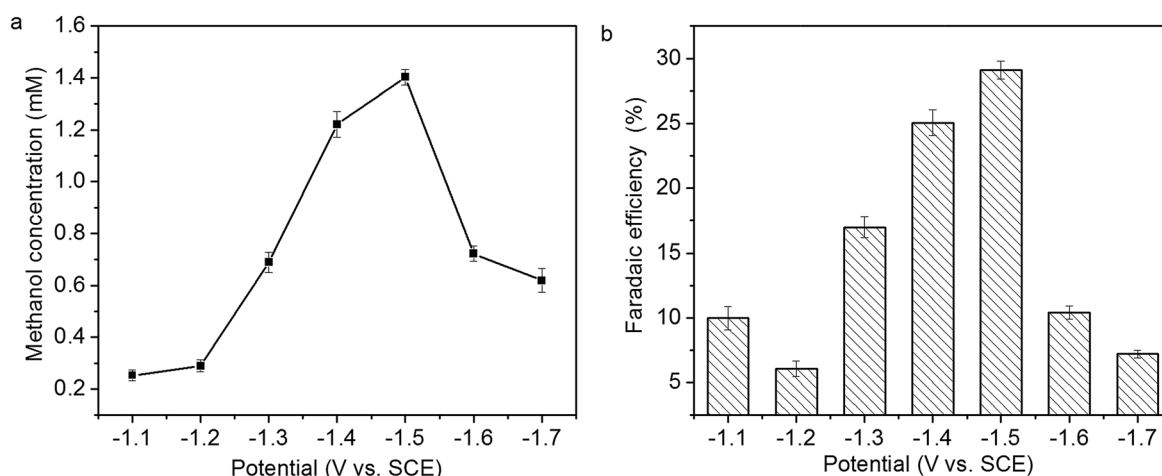 a
Methanol concentration (mM)
1.6
1.4
1.2
1.0
0.8
0.6
0.4
0.2
-1.1 -1.2 -1.3 -1.4 -1.5 -1.6 -1.7
Potential (V vs. SCE)
b
Faradaic efficiency (%)
30
25
20
15
10
5
-1.1 -1.2 -1.3 -1.4 -1.5 -1.6 -1.7
Potential (V vs. SCE)